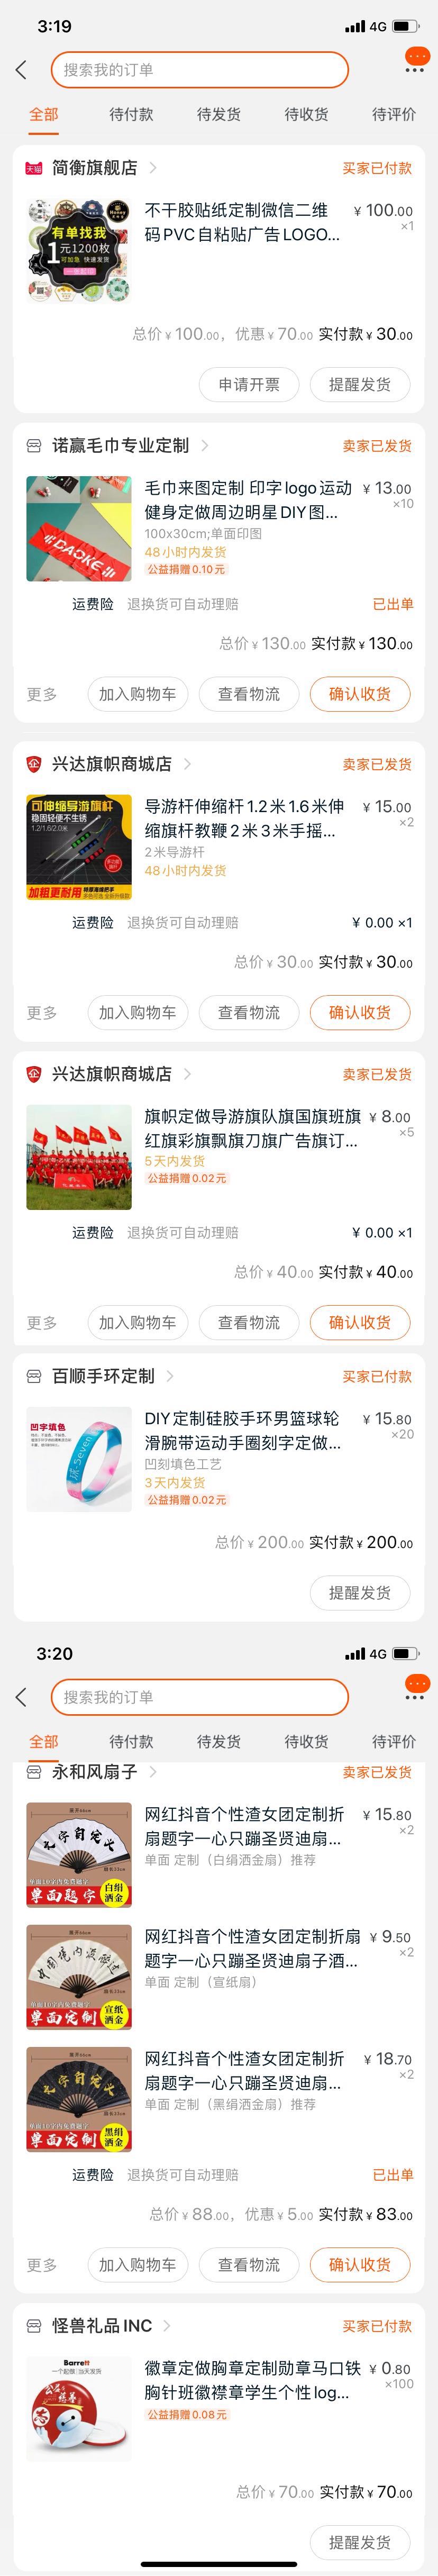 3:19
4G
搜索我的订单
全部 待付款 待发货 待收货 待评价
天猫 简衡旗舰店 买家已付款
有单找我
1元1200枚
可加急 快速发货
Honey
不干胶贴纸定制微信二维
码PVC自粘贴广告LOGO...
¥100.00
×1
总价¥100.00，优惠¥70.00 实付款¥30.00
申请开票 提醒发货
诺赢毛巾专业定制 卖家已发货
毛巾来图定制 印字logo运动
健身定做周边明星DIY图...
¥13.00
×10
100x30cm;单面印图
48小时内发货
公益捐赠0.10元
运费险 退换货可自动理赔 已出单
总价¥130.00 实付款¥130.00
更多 加入购物车 查看物流 确认收货
企 兴达旗帜商城店 卖家已发货
可伸缩导游旗杆
稳固轻便不生锈
1.2/1.6/2.0米
加粗更耐用
导游杆伸缩杆1.2米1.6米伸
缩旗杆教鞭2米3米手摇...
¥15.00
×2
2米导游杆
48小时内发货
运费险 退换货可自动理赔 ¥0.00 ×1
总价¥30.00 实付款¥30.00
更多 加入购物车 查看物流 确认收货
企 兴达旗帜商城店 卖家已发货
旗帜定做导游旗队旗国旗班旗
红旗彩旗飘旗刀旗广告旗订...
¥8.00
×5
5天内发货
公益捐赠0.02元
运费险 退换货可自动理赔 ¥0.00 ×1
总价¥40.00 实付款¥40.00
更多 加入购物车 查看物流 确认收货
百顺手环定制 买家已付款
凹字填色
Seven
DIY定制硅胶手环男篮球轮
滑腕带运动手圈刻字定做...
¥15.80
×20
凹刻填色工艺
3天内发货
公益捐赠0.02元
总价¥200.00 实付款¥200.00
提醒发货
3:20
4G
搜索我的订单
全部 待付款 待发货 待收货 待评价
永和风扇子 卖家已发货
文字自定义
单面题字
白绢
洒金
网红抖音个性渣女团定制折
扇题字一心只蹦圣贤迪扇...
¥15.80
×2
单面 定制（白绢洒金扇）推荐
单面定制
宣纸
洒金
网红抖音个性渣女团定制折扇
题字一心只蹦圣贤迪扇子酒...
¥9.50
×2
单面 定制（宣纸扇）
文字自定义
单面定制
黑绢
洒金
网红抖音个性渣女团定制折
扇题字一心只蹦圣贤迪扇...
¥18.70
×2
单面 定制（黑绢洒金扇）推荐
运费险 退换货可自动理赔 已出单
总价¥88.00，优惠¥5.00 实付款¥83.00
更多 加入购物车 查看物流 确认收货
怪兽礼品INC 买家已付款
Barrett
徽章定做胸章定制勋章马口铁
胸针班徽襟章学生个性log...
¥0.80
×100
公益捐赠0.08元
总价¥70.00 实付款¥70.00
提醒发货